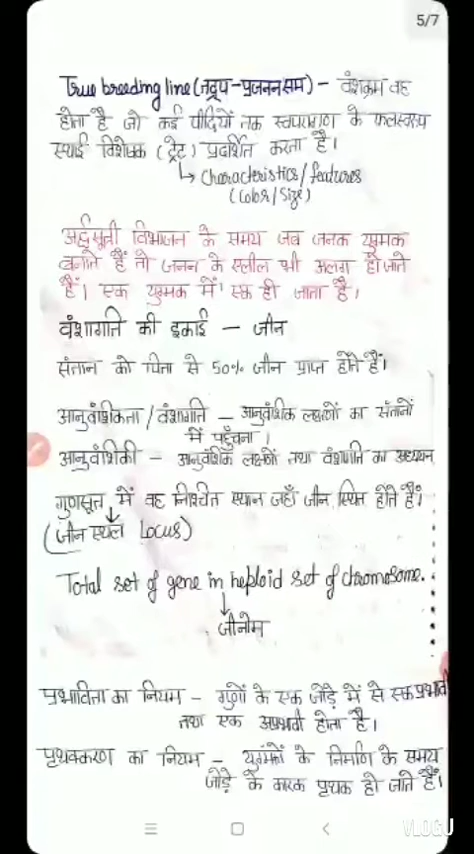 5/7
True breeding line (तद्रूप-प्रजनन सम) - वंशक्रम वह
होता है जो कई पीढ़ियों तक स्वपरागण के फलस्वरूप
स्थाई विशेषक (ट्रेट) प्रदर्शित करता है।
↳ Characteristics/features
(Color/Size)
अर्द्धसूत्री विभाजन के समय जब जनक युग्मक
बनाते हैं तो जनन के एलील भी अलग हो जाते
हैं। एक युग्मक में एक ही जाता है।
वंशागति की इकाई - जीन
संतान को पिता से 50% जीन प्राप्त होते हैं।
आनुवंशिकता / वंशागति - आनुवंशिक लक्षणों का संतानों
में पहुँचना।
आनुवंशिकी - आनुवंशिक लक्षणों तथा वंशागति का अध्ययन
गुणसूत्र में वह निश्चित स्थान जहाँ जीन स्थित होते हैं।
(जीन स्थल Locus)
Total set of gene in haploid set of chromosome.
↓
जीनोम
प्रभाविता का नियम - गुणों के एक जोड़े में से एक प्रभावी
तथा एक अप्रभावी होता है।
पृथक्करण का नियम - युग्मकों के निर्माण के समय
जोड़े के कारक पृथक हो जाते हैं।
VLOGU